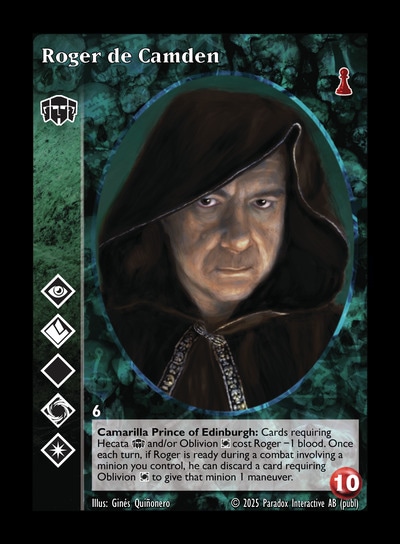 Roger de Camden
6
Camarilla Prince of Edinburgh: Cards requiring
Hecata and/or Oblivion cost Roger −1 blood. Once
each turn, if Roger is ready during a combat involving a
minion you control, he can discard a card requiring
Oblivion to give that minion 1 maneuver.
10
Illus: Ginés Quiñonero © 2025 Paradox Interactive AB (publ)